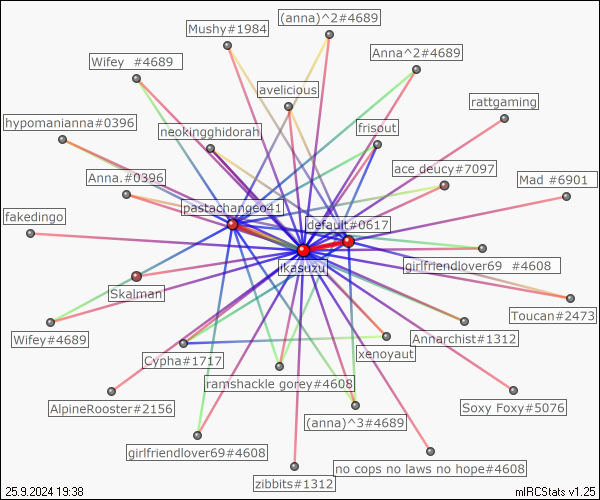 (anna)^2#4689
Mushy#1984
Anna^2#4689
Wifey #4689
avelicious
rattgaming
hypomanianna#0396
neokingghidorah
frisout
ace deucy#7097
Anna.#0396
Mad #6901
pastachangeo41
fakedingo
default#0617
jikasuzu
girlfriendlover69 #4608
Skalman
Toucan#2473
Wifey#4689
Annarchist#1312
Cypha#1717
xenoyaut
ramshackle gorey#4608
AlpineRooster#2156
Soxy Foxy#5076
(anna)^3#4689
girlfriendlover69#4608
no cops no laws no hope#4608
zibbits#1312
25.9.2024 19:38
mIRCStats v1.25